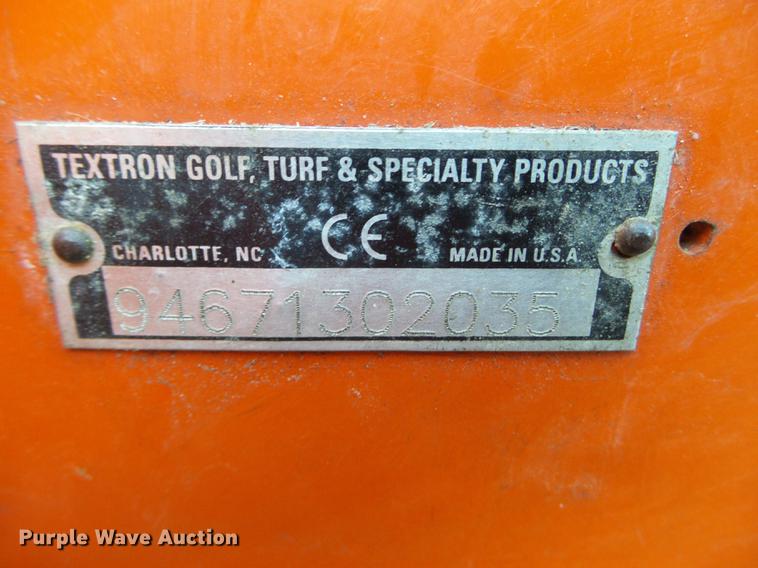 TEXTRON GOLF, TURF & SPECIALTY PRODUCTS
CHARLOTTE, NC CE MADE IN U.S.A
94671302035
Purple Wave Auction